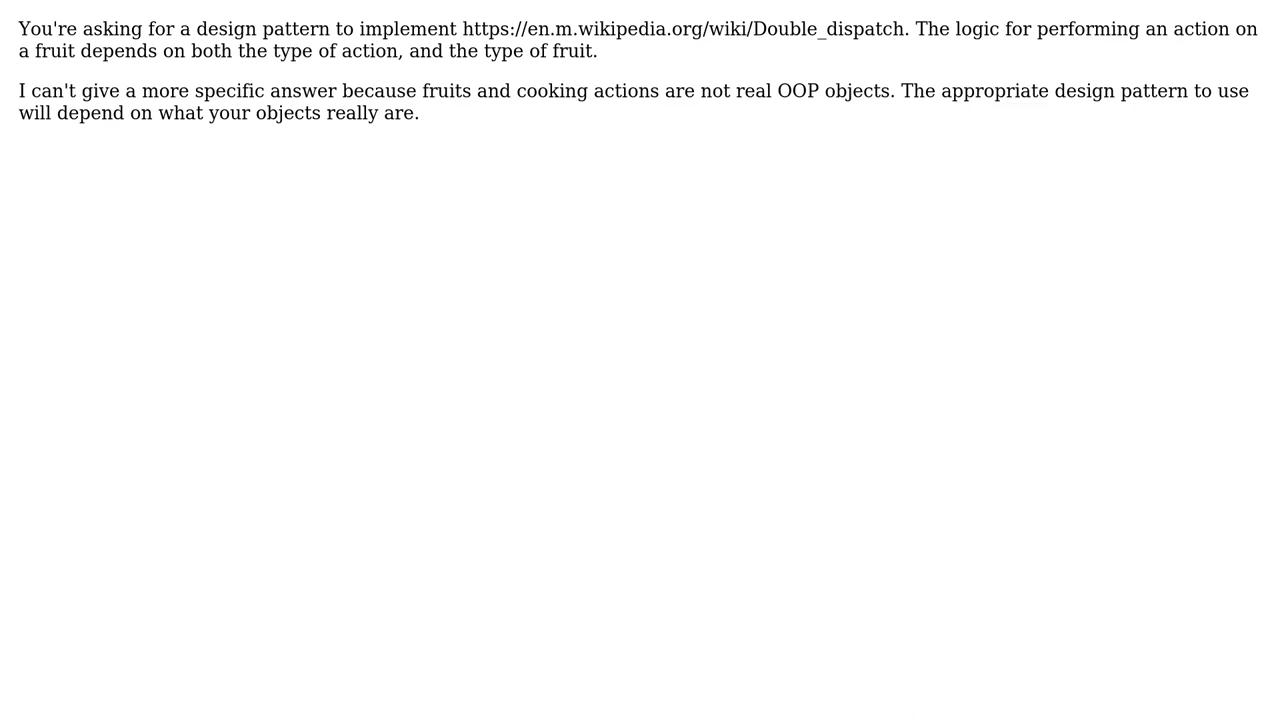 You're asking for a design pattern to implement https://en.m.wikipedia.org/wiki/Double_dispatch. The logic for performing an action on
a fruit depends on both the type of action, and the type of fruit.
I can't give a more specific answer because fruits and cooking actions are not real OOP objects. The appropriate design pattern to use
will depend on what your objects really are.